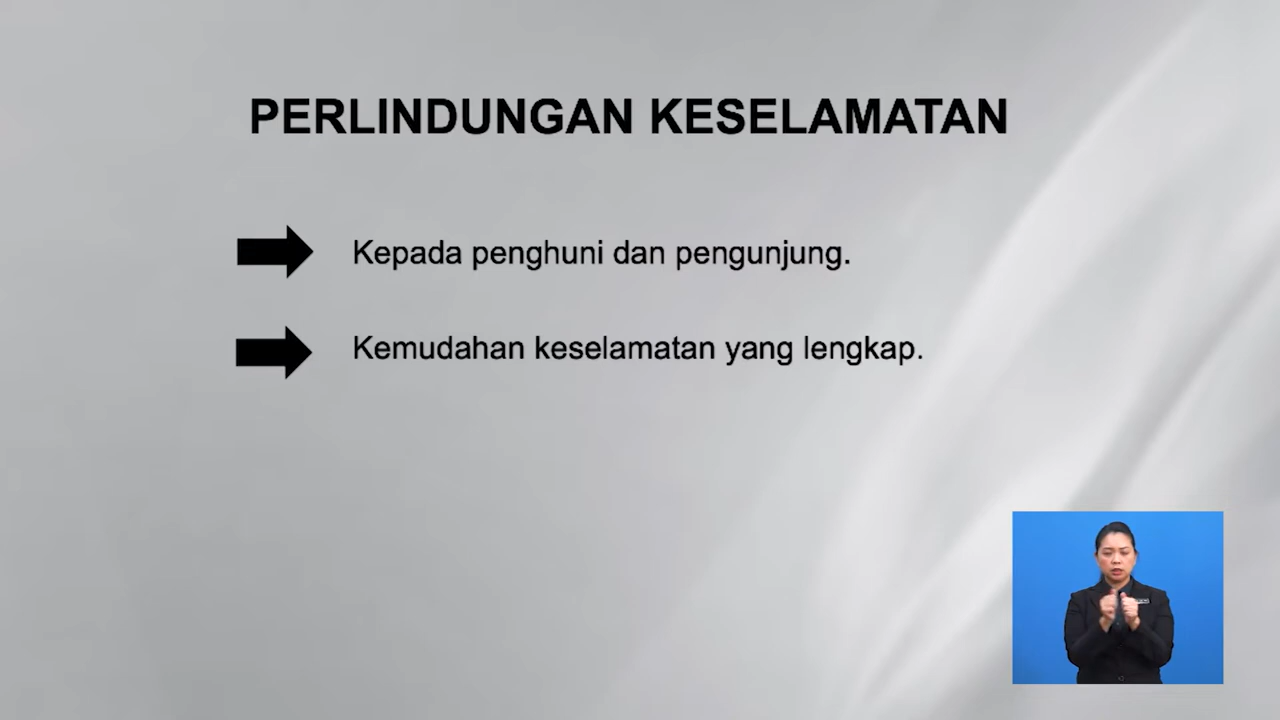 PERLINDUNGAN KESELAMATAN
Kepada penghuni dan pengunjung.
Kemudahan keselamatan yang lengkap.